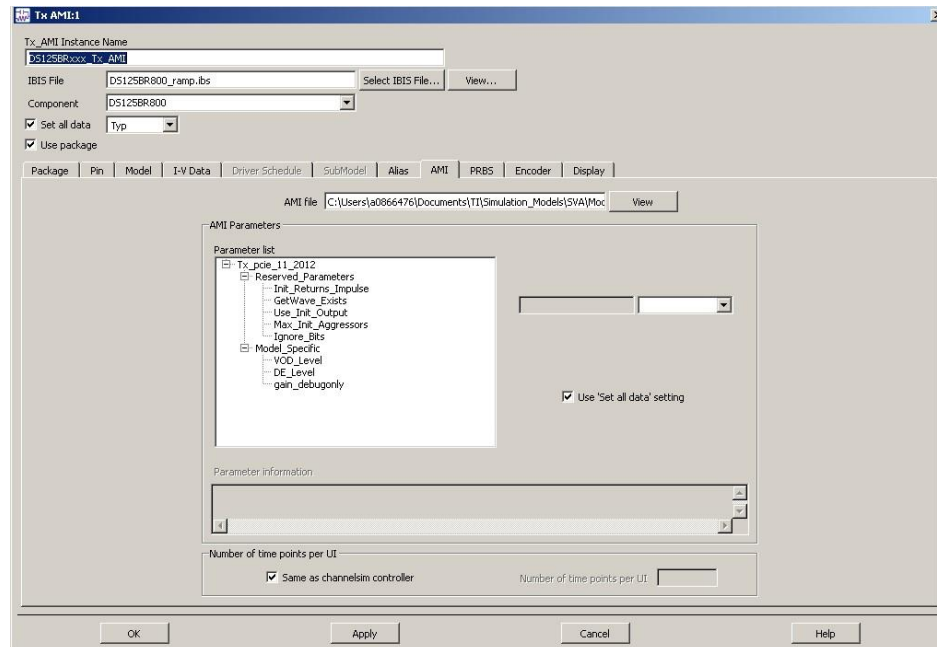 Tx AMI:1
Tx_AMI Instance Name
DS125BRxxx_Tx_AMI
IBIS File DS125BR800_ramp.ibs Select IBIS File... View...
Component DS125BR800
Set all data Typ
Use package
Package Pin Model I-V Data Driver Schedule SubModel Alias AMI PRBS Encoder Display
AMI file C:\Users\a0866476\Documents\TI\Simulation_Models\SVA\Moc View
AMI Parameters
Parameter list
Tx_pcie_11_2012
Reserved_Parameters
Init_Returns_Impulse
GetWave_Exists
Use_Init_Output
Max_Init_Aggressors
Ignore_Bits
Model_Specific
VOD_Level
DE_Level
gain_debugonly
Use 'Set all data' setting
Parameter information
Number of time points per UI
Same as channelsim controller Number of time points per UI
OK Apply Cancel Help